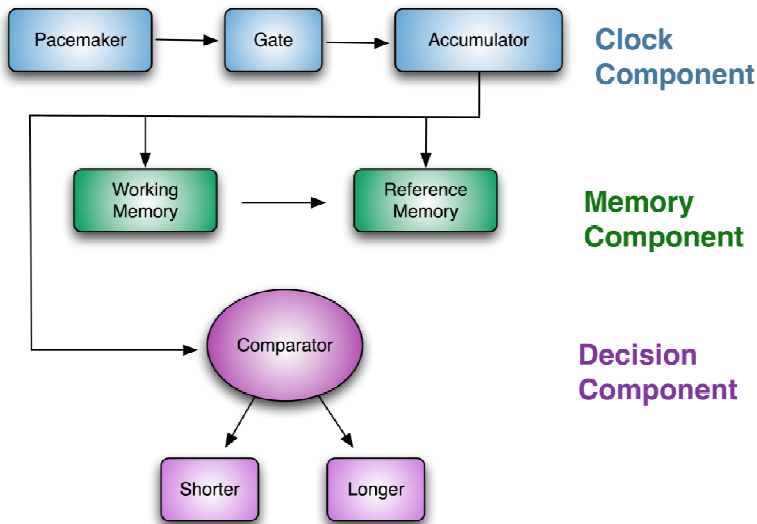 Pacemaker
Gate
Accumulator
Clock
Component
Working
Memory
Reference
Memory
Memory
Component
Comparator
Decision
Component
Shorter
Longer